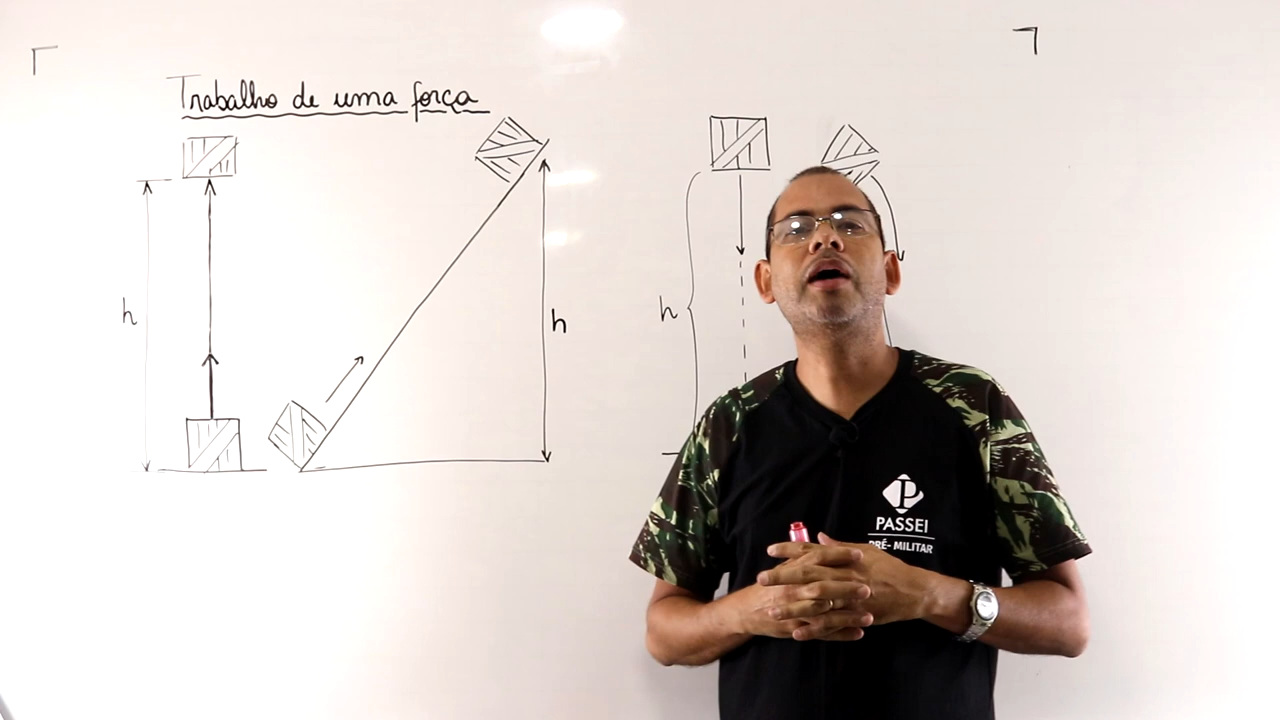 Trabalho de uma força
h
h
h
PASSEI
PRÉ-MILITAR